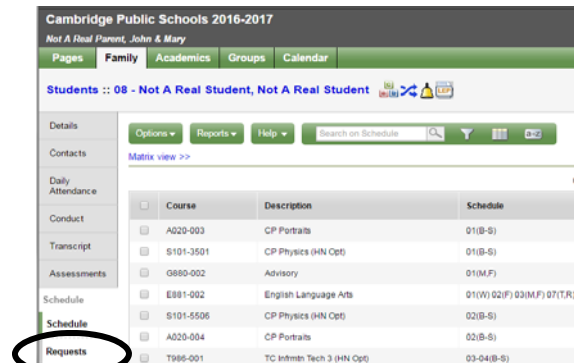 Cambridge Public Schools 2016-2017
Not A Real Parent, John & Mary
Pages Family Academics Groups Calendar
Students :: 08 - Not A Real Student, Not A Real Student LEP
Details
Options Reports Help Search on Schedule a-z
Contacts
Matrix view >>
Daily
Attendance
Conduct
Transcript
Assessments
Schedule
Schedule
Requests
Course Description Schedule
A020-003 CP Portraits 01(B-S)
S101-3501 CP Physics (HN Opt) 01(B-S)
G880-002 Advisory 01(M,F)
E881-002 English Language Arts 01(W) 02(F) 03(M,F) 07(T,R)
S101-5506 CP Physics (HN Opt) 02(B-S)
A020-004 CP Portraits 02(B-S)
T986-001 TC Infmtn Tech 3 (HN Opt) 03-04(B-S)